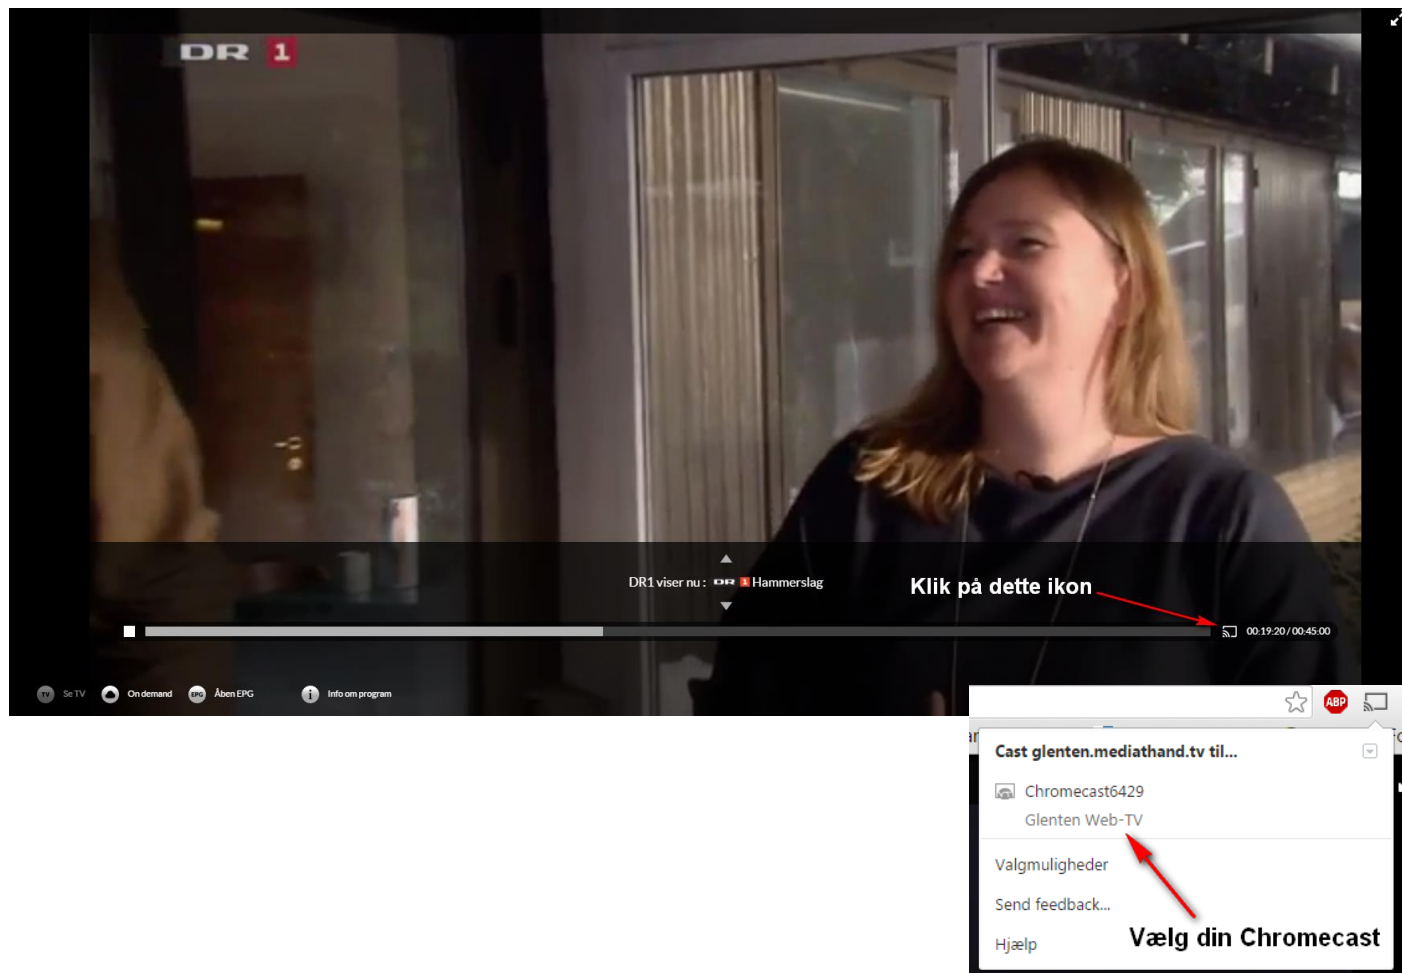 DR 1
DR1 viser nu : DR 1 Hammerslag
Klik på dette ikon
00:19:20 / 00:45:00
TV Se TV On demand EPG Åben EPG i Info om program
ABP
Cast glenten.mediathand.tv til...
Chromecast6429
Glenten Web-TV
Valgmuligheder
Send feedback...
Hjælp
Vælg din Chromecast